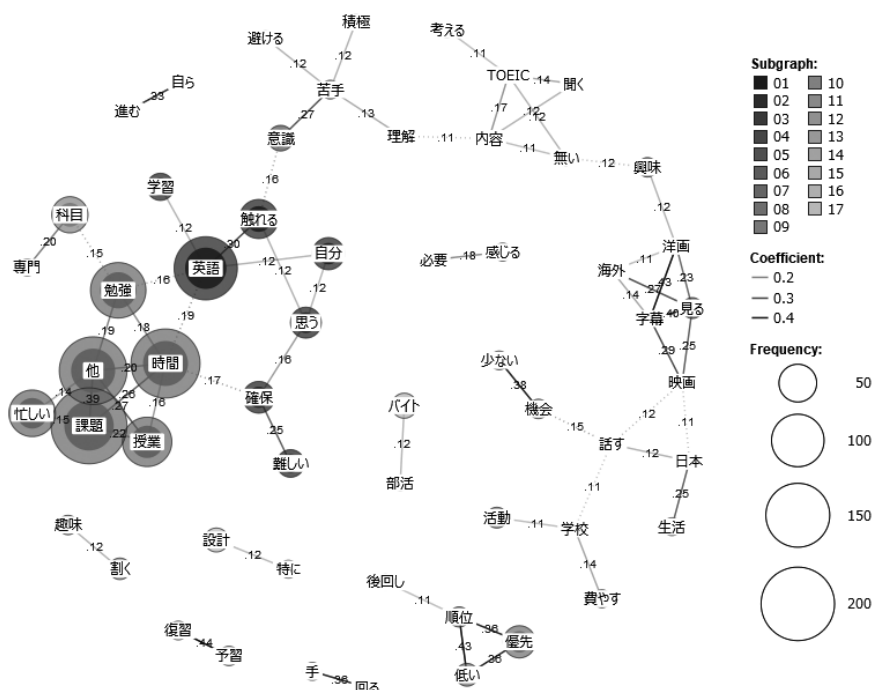 積極
避ける
考える
.12
.12
.11
Subgraph:
01
02
03
04
05
06
07
08
09
10
11
12
13
14
15
16
17
TOEIC
.14
聞く
自ら
.33
進む
苦手
.17
.12
.12
.27
.13
意識
理解
.11
内容
.11
無い
.12
興味
.16
学習
.12
科目
.20
.15
専門
触れる
.30
英語
.12
.12
自分
.12
必要
.18
感じる
.12
洋画
海外
.11
.43
.23
.27
.14
.40
見る
字幕
Coefficient:
0.2
0.3
0.4
勉強
.16
.19
.18
.19
思う
.16
.29
.25
映画
他
.20
時間
.17
確保
.25
難しい
少ない
.38
機会
.15
Frequency:
50
100
150
200
忙しい
.14
.39
.26
.27
.16
.15
課題
.22
授業
バイト
.12
部活
話す
.12
.11
.12
日本
.25
生活
.11
活動
.11
学校
.14
費やす
趣味
.12
割く
設計
.12
特に
後回し
.11
順位
.36
優先
.43
.36
低い
復習
.44
予習
手
.36
回る